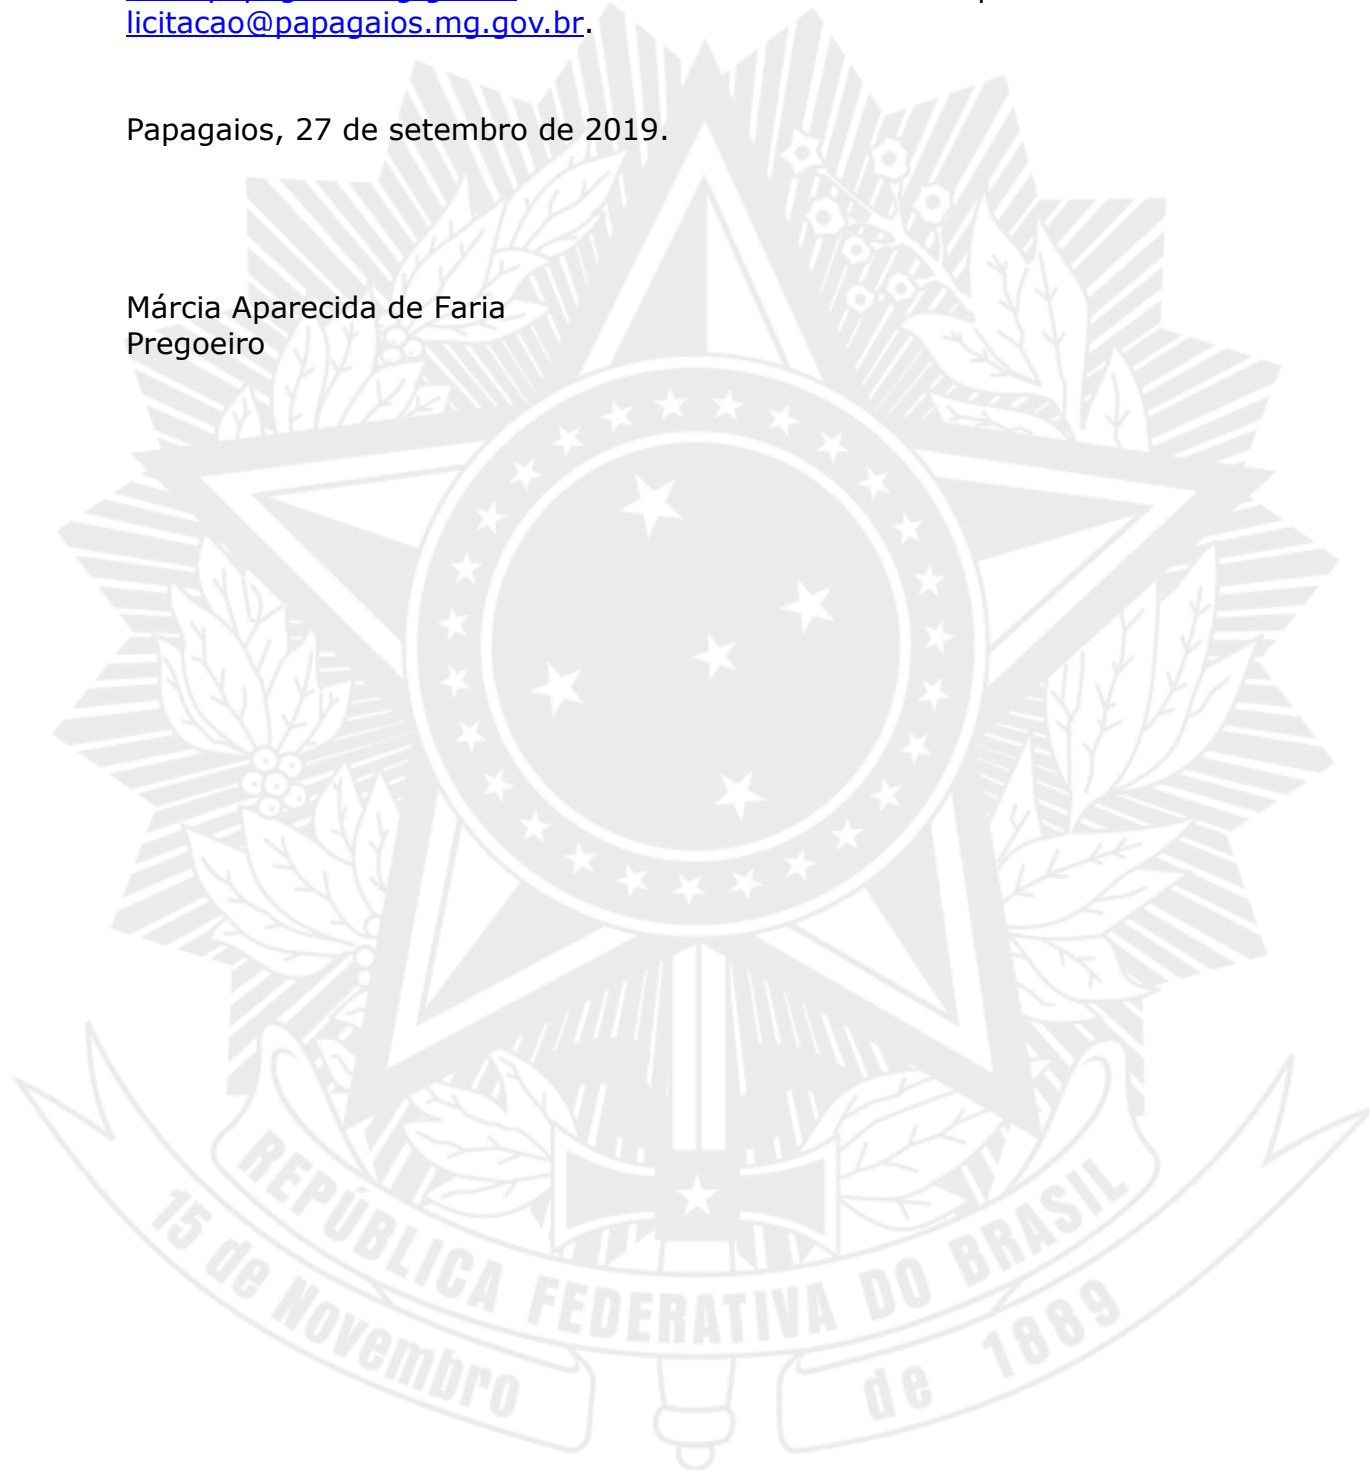 licitacao@papagaios.mg.gov.br.
Papagaios, 27 de setembro de 2019.
Márcia Aparecida de Faria
Pregoeiro
REPÚBLICA FEDERATIVA DO BRASIL
15 de Novembro de 1889